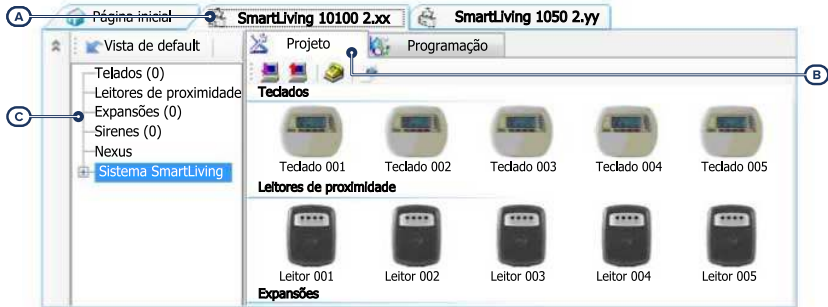 A
Página inicial
SmartLiving 10100 2.xx
SmartLiving 1050 2.yy
Vista de default
Projeto
Programação
B
Telados (0)
Leitores de proximidade
C
Expansões (0)
Sirenes (0)
Nexus
Sistema SmartLiving
Teclados
Teclado 001 Teclado 002 Teclado 003 Teclado 004 Teclado 005
Leitores de proximidade
Leitor 001 Leitor 002 Leitor 003 Leitor 004 Leitor 005
Expansões